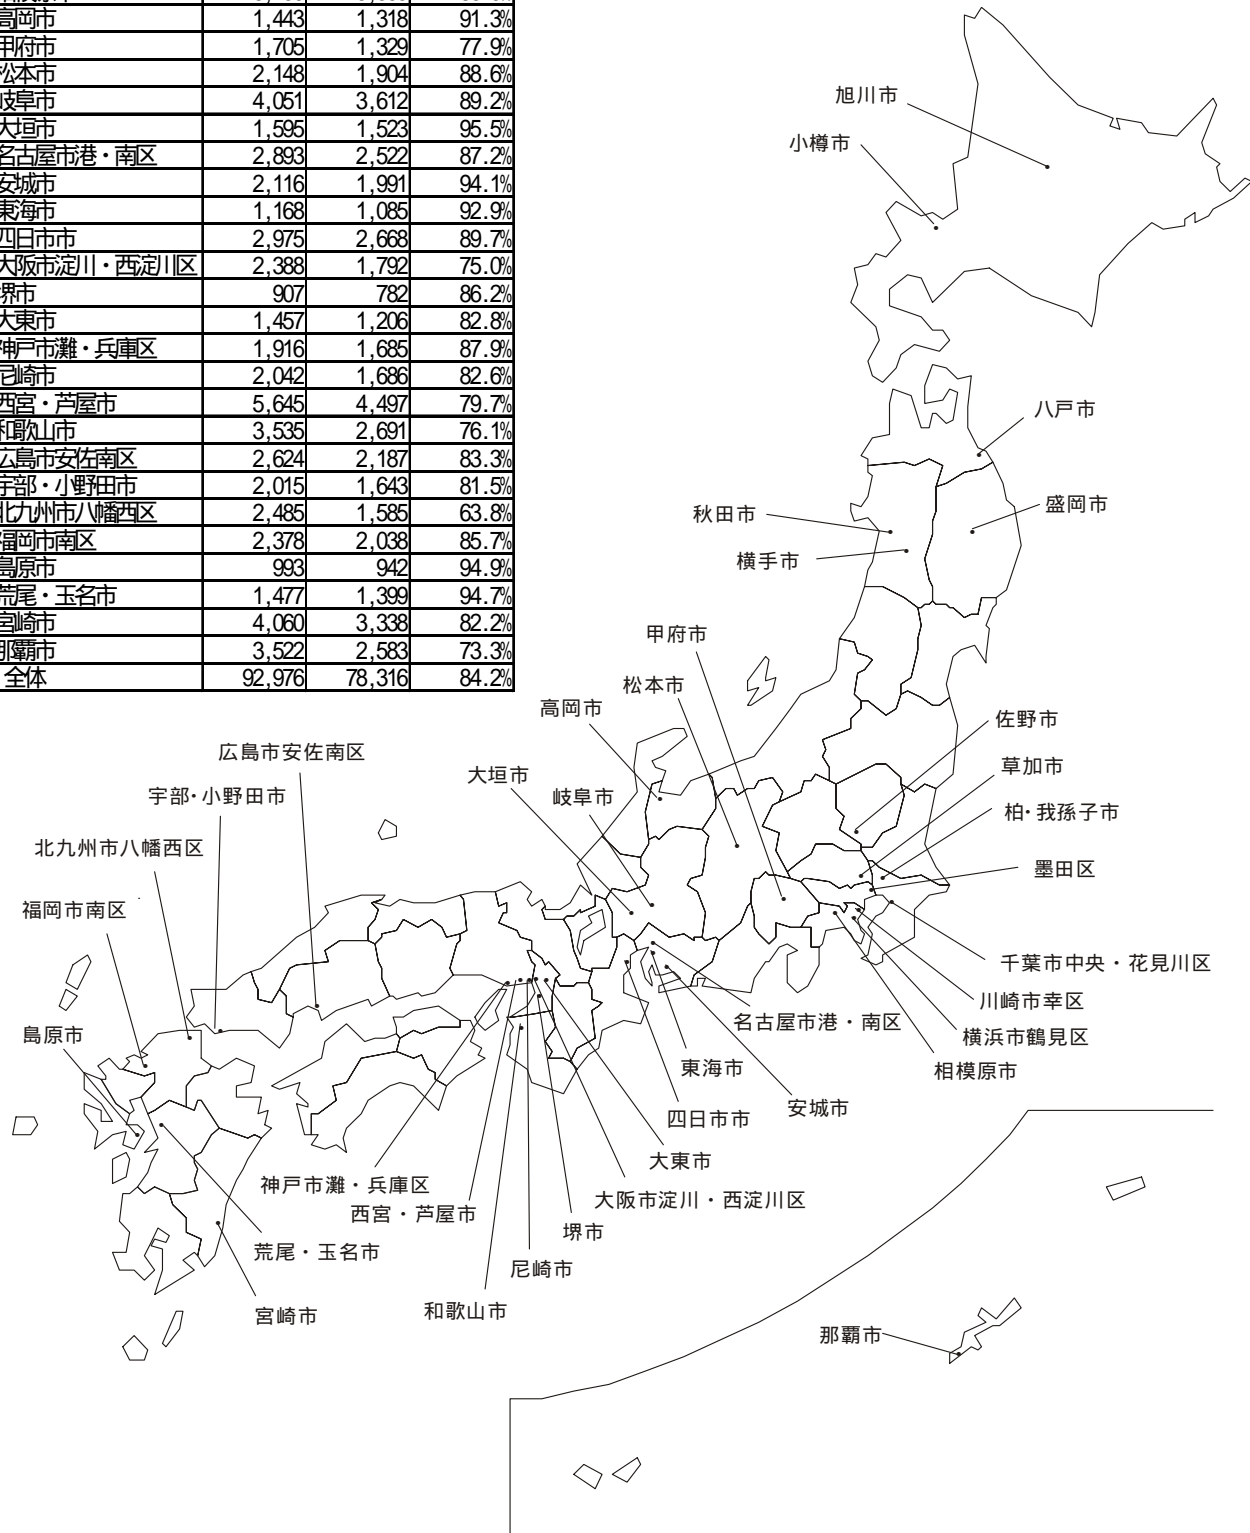 高岡市 1,443 1,318 91.3%
甲府市 1,705 1,329 77.9%
松本市 2,148 1,904 88.6%
岐阜市 4,051 3,612 89.2%
大垣市 1,595 1,523 95.5%
名古屋市港・南区 2,893 2,522 87.2%
安城市 2,116 1,991 94.1%
東海市 1,168 1,085 92.9%
四日市市 2,975 2,668 89.7%
大阪市淀川・西淀川区 2,388 1,792 75.0%
堺市 907 782 86.2%
大東市 1,457 1,206 82.8%
神戸市灘・兵庫区 1,916 1,685 87.9%
尼崎市 2,042 1,686 82.6%
西宮・芦屋市 5,645 4,497 79.7%
和歌山市 3,535 2,691 76.1%
広島市安佐南区 2,624 2,187 83.3%
宇部・小野田市 2,015 1,643 81.5%
北九州市八幡西区 2,485 1,585 63.8%
福岡市南区 2,378 2,038 85.7%
島原市 993 942 94.9%
荒尾・玉名市 1,477 1,399 94.7%
宮崎市 4,060 3,338 82.2%
那覇市 3,522 2,583 73.3%
全体 92,976 78,316 84.2%
旭川市
小樽市
八戸市
盛岡市
秋田市
横手市
甲府市
松本市
高岡市
佐野市
広島市安佐南区
草加市
大垣市
宇部・小野田市
岐阜市
柏・我孫子市
北九州市八幡西区
墨田区
福岡市南区
千葉市中央・花見川区
川崎市幸区
名古屋市港・南区
島原市
横浜市鶴見区
東海市
相模原市
安城市
四日市市
大東市
神戸市灘・兵庫区
大阪市淀川・西淀川区
西宮・芦屋市
堺市
荒尾・玉名市
尼崎市
和歌山市
宮崎市
那覇市